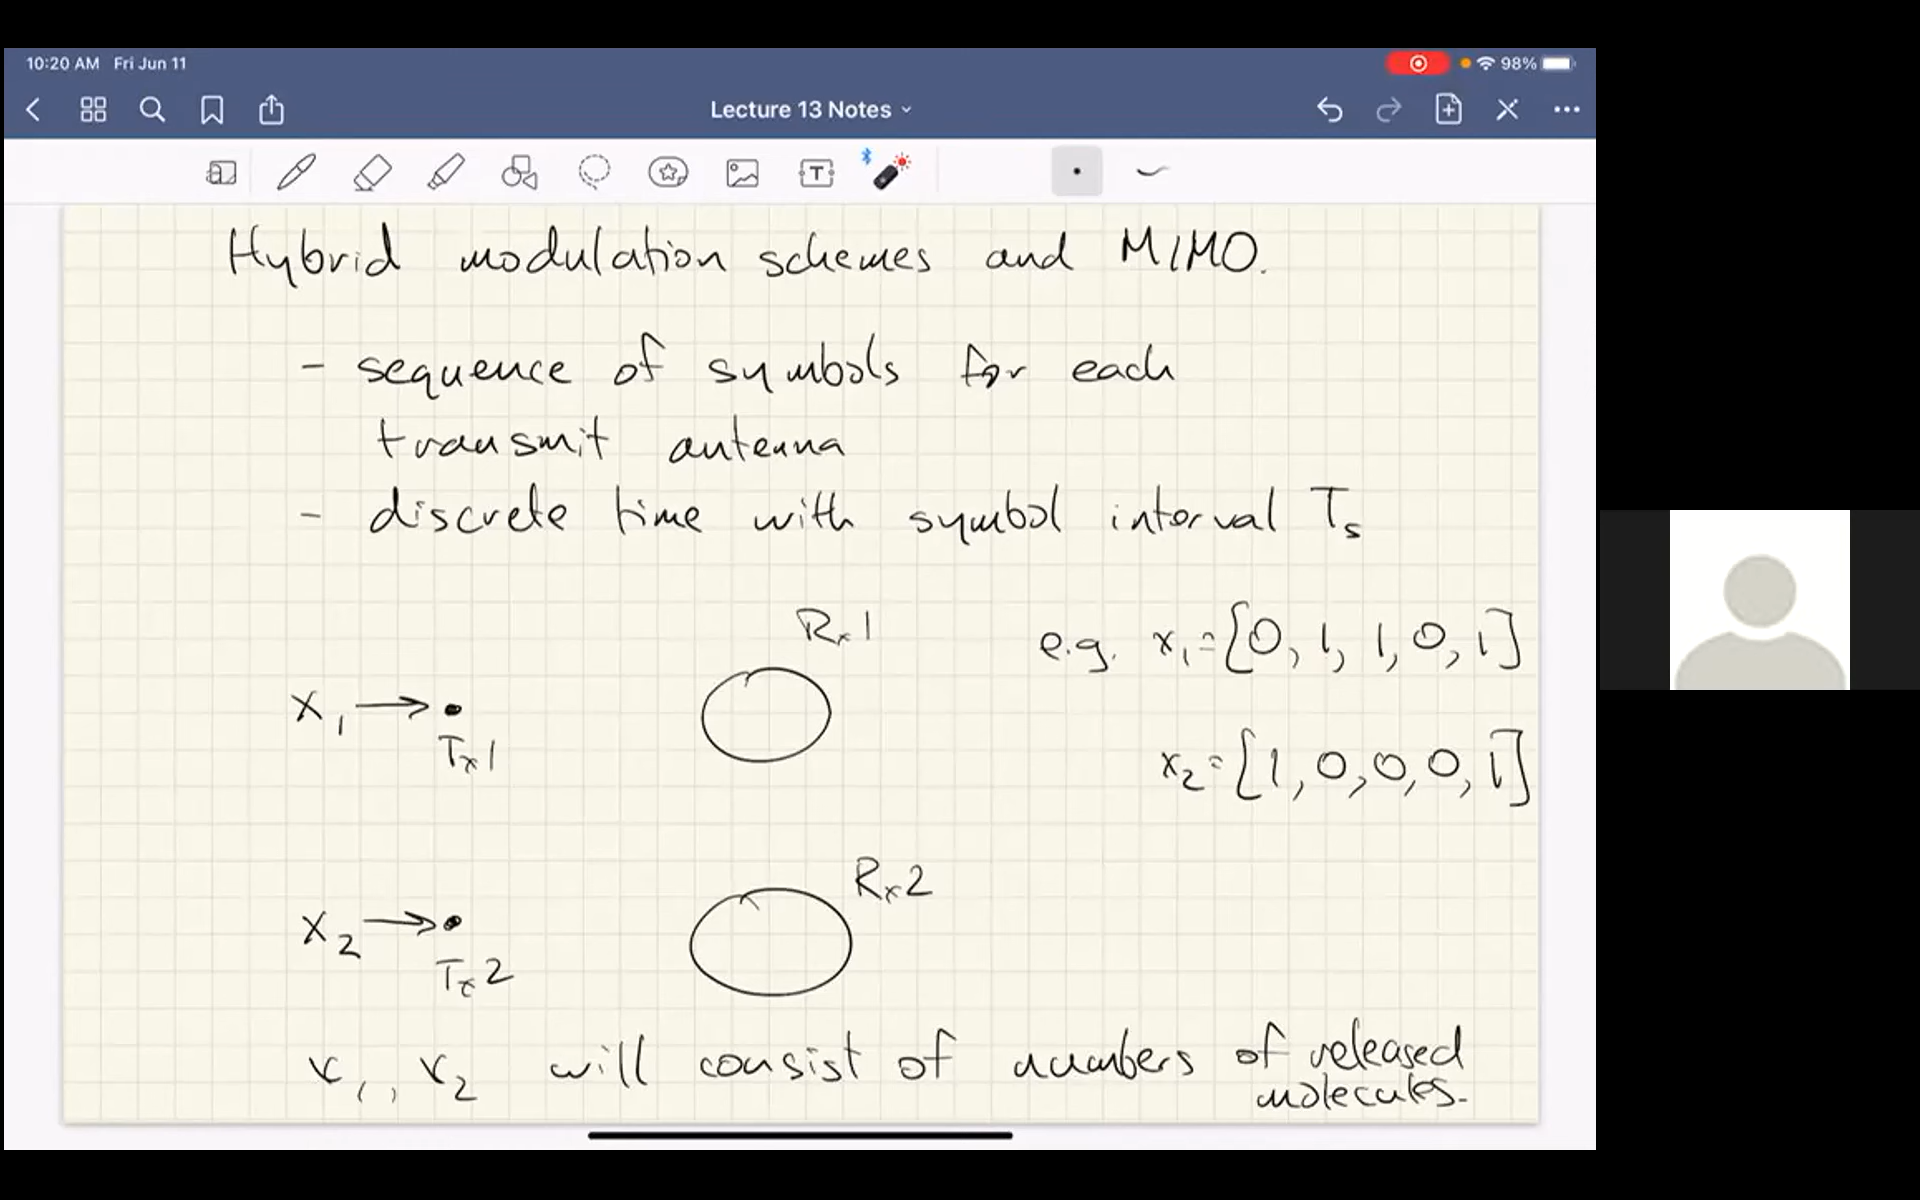 10:20 AM Fri Jun 11
98%
Lecture 13 Notes
Hybrid modulation schemes and MIMO.
- sequence of symbols for each
transmit antenna
- discrete time with symbol interval Ts
Rx1
e.g. x1=[0, 1, 1, 0, 1]
x1 → •
Tx1
x2=[1, 0, 0, 0, 1]
Rx2
x2 → •
Tx2
x1, x2 will consist of numbers of released
molecules.